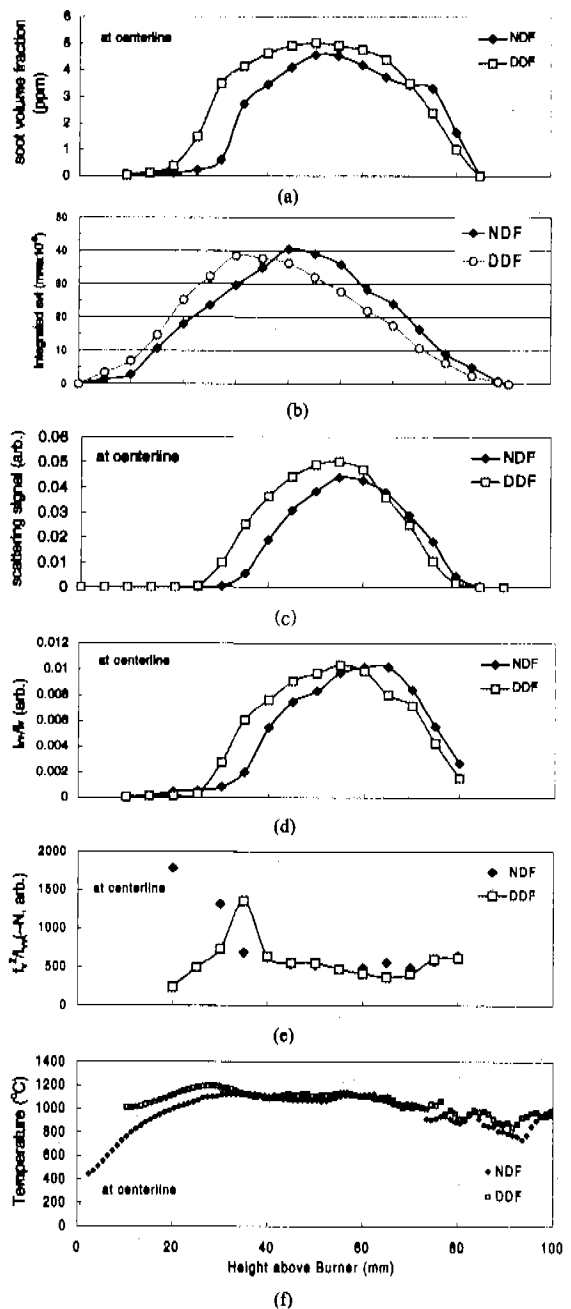 6
5
4
3
2
1
0
soot volume fraction
(ppm)
at centerline
NDF
DDF
(a)
40
10
0
NDF
DDF
(b)
0.06
0.05
0.04
0.03
0.02
0.01
0
scattering signal (arb.)
at centerline
NDF
DDF
(c)
0.012
0.01
0.008
0.006
0.004
0.002
0
(arb.)
at centerline
NDF
DDF
(d)
2000
1500
1000
500
0
at centerline
NDF
DDF
(e)
1400
1200
1000
800
600
400
200
0
Temperature (°C)
at centerline
NDF
DDF
0 20 40 60 80 100
Height above Burner (mm)
(f)